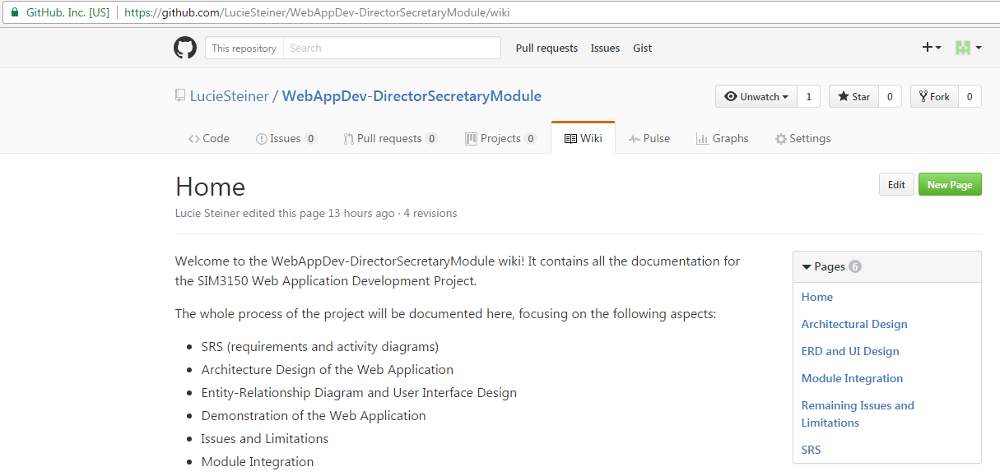 GitHub, Inc. [US] https://github.com/LucieSteiner/WebAppDev-DirectorSecretaryModule/wiki
This repository Search Pull requests Issues Gist
LucieSteiner / WebAppDev-DirectorSecretaryModule Unwatch 1 Star 0 Fork 0
Code Issues 0 Pull requests 0 Projects 0 Wiki Pulse Graphs Settings
Home Edit New Page
Lucie Steiner edited this page 13 hours ago · 4 revisions
Welcome to the WebAppDev-DirectorSecretaryModule wiki! It contains all the documentation for
the SIM3150 Web Application Development Project.
The whole process of the project will be documented here, focusing on the following aspects:
• SRS (requirements and activity diagrams)
• Architecture Design of the Web Application
• Entity-Relationship Diagram and User Interface Design
• Demonstration of the Web Application
• Issues and Limitations
• Module Integration
Pages 6
Home
Architectural Design
ERD and UI Design
Module Integration
Remaining Issues and
Limitations
SRS